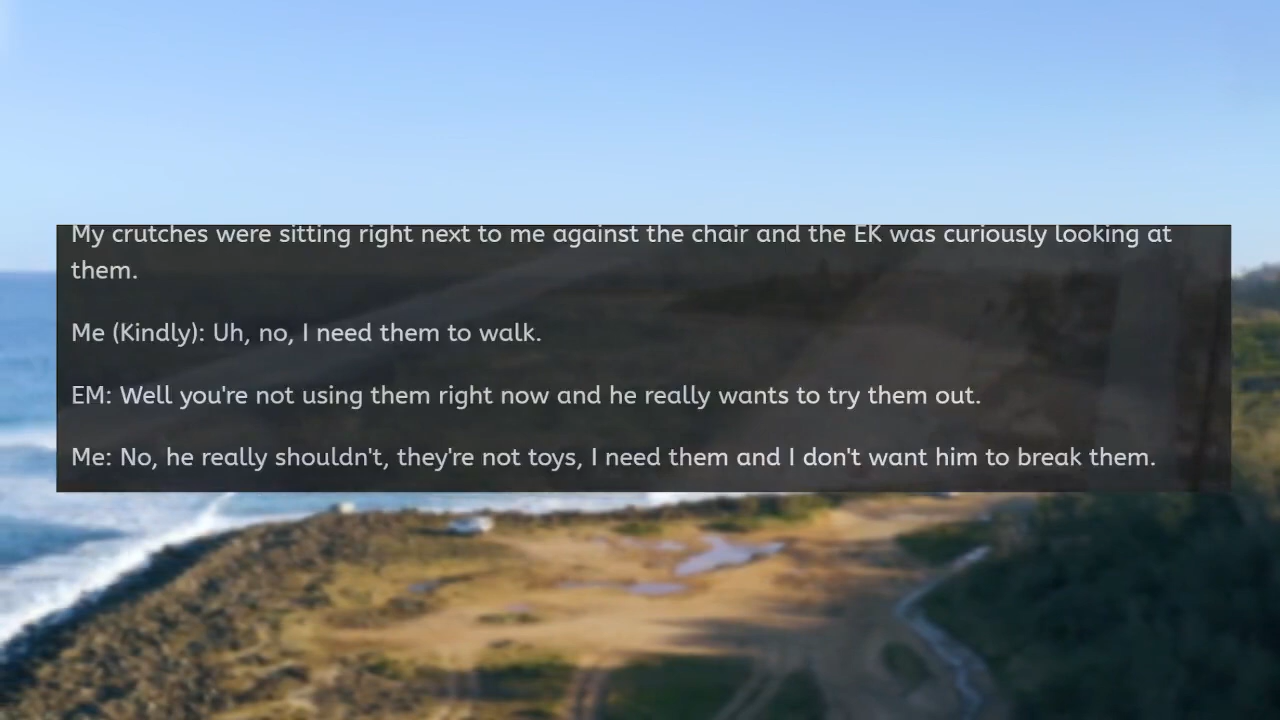 My crutches were sitting right next to me against the chair and the EK was curiously looking at
them.
Me (Kindly): Uh, no, I need them to walk.
EM: Well you're not using them right now and he really wants to try them out.
Me: No, he really shouldn't, they're not toys, I need them and I don't want him to break them.